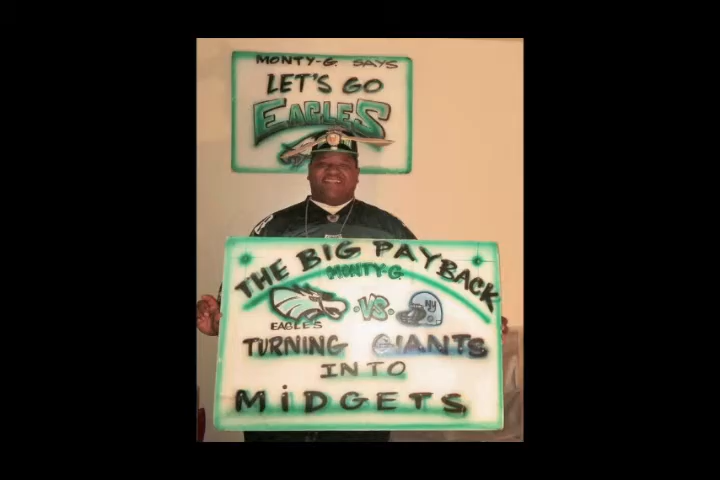 MONTY-G. SAYS
LET'S GO
EAGLES
THE BIG PAYBACK
MONTY-G.
EAGLES
·VS·
NY
TURNING GIANTS
INTO
MiDGETS